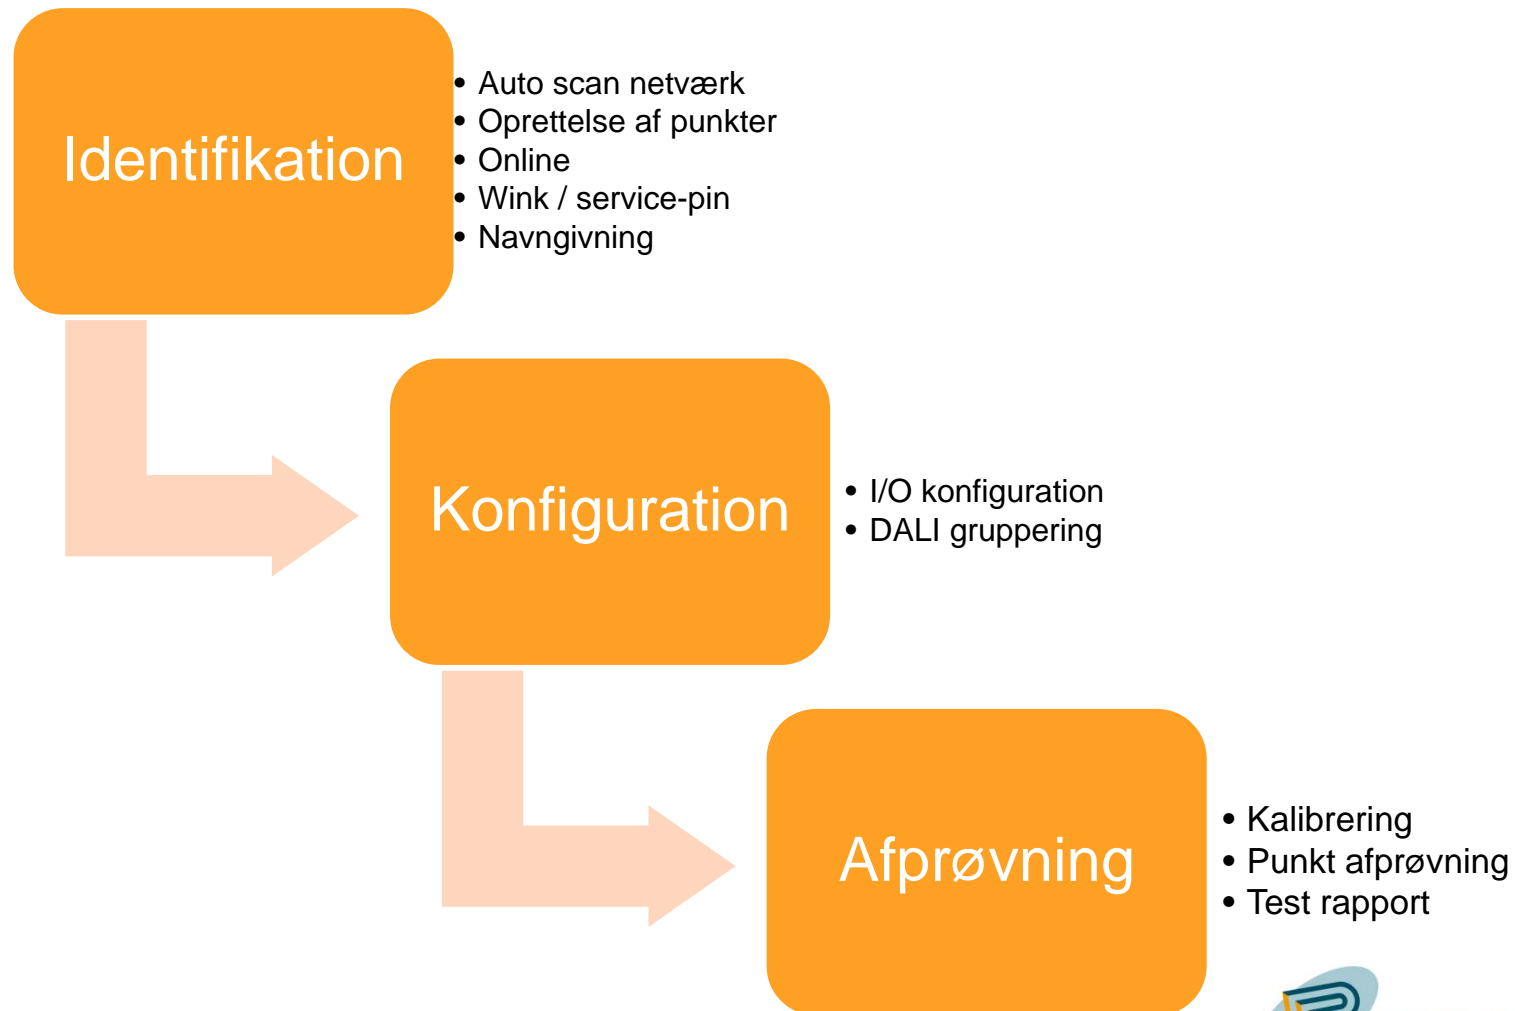 Identifikation
• Auto scan netværk
• Oprettelse af punkter
• Online
• Wink / service-pin
• Navngivning
Konfiguration
• I/O konfiguration
• DALI gruppering
Afprøvning
• Kalibrering
• Punkt afprøvning
• Test rapport